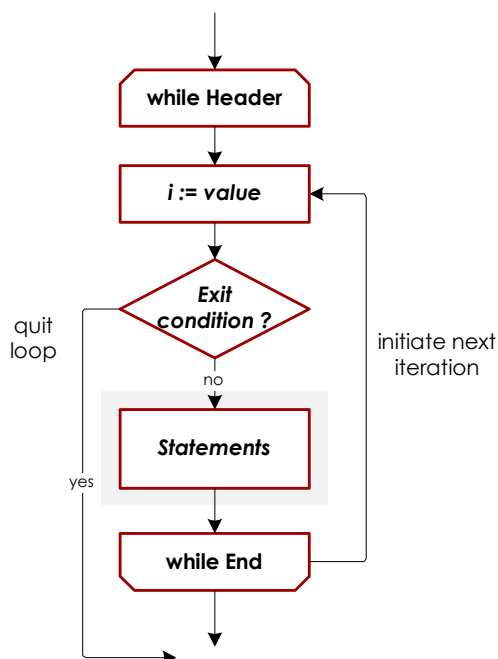 while Header
i := value
Exit
condition ?
quit
loop
initiate next
iteration
no
Statements
yes
while End